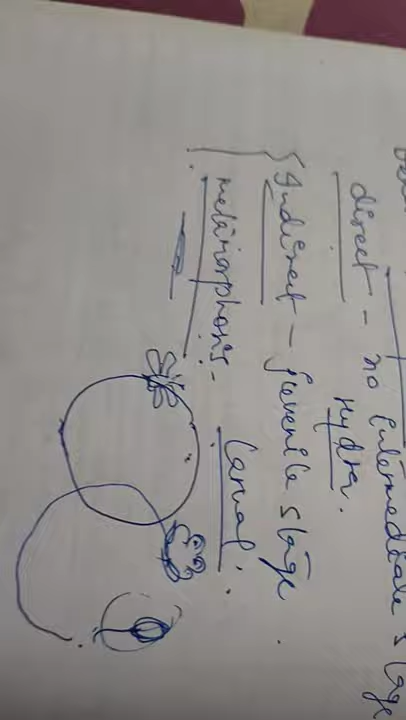 direct - no intermediate stage
Hydra.
{ Indirect - Juvenile stage
metamorphosis - Larval.